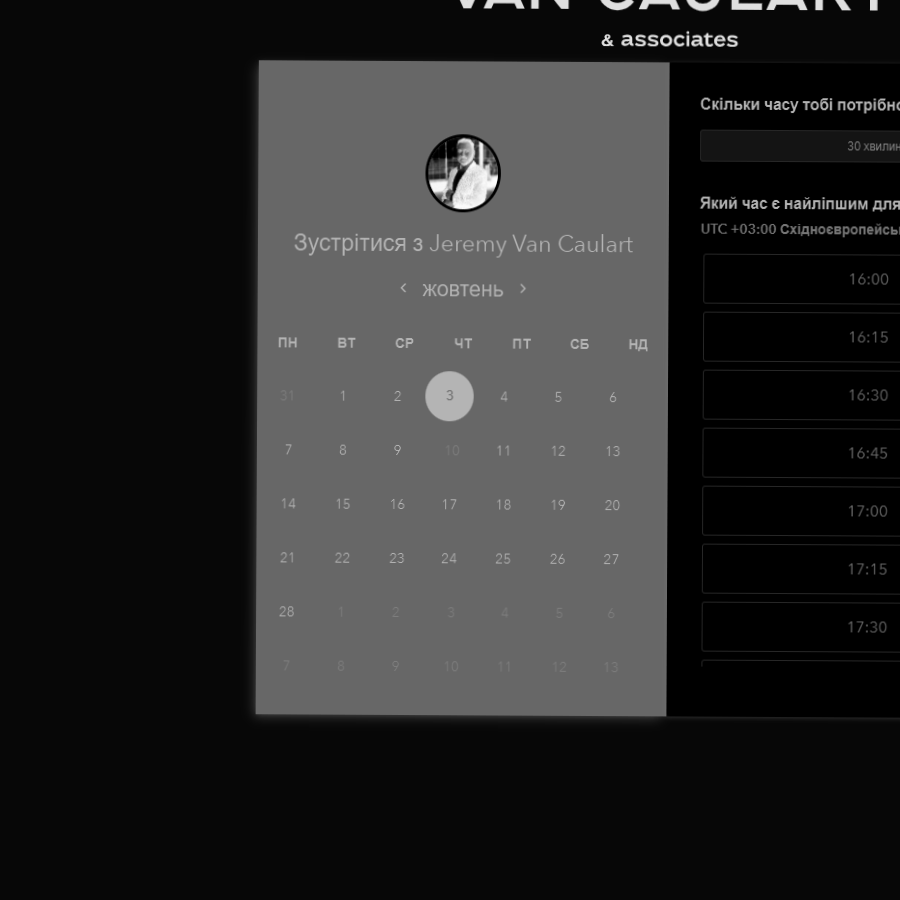 VAN CAULART
& associates
Зустрітися з Jeremy Van Caulart
жовтень
ПН ВТ СР ЧТ ПТ СБ НД
31 1 2 3 4 5 6
7 8 9 10 11 12 13
14 15 16 17 18 19 20
21 22 23 24 25 26 27
28 1 2 3 4 5 6
7 8 9 10 11 12 13
Скільки часу тобі потрібно
30 хвилин
Який час є найліпшим для
UTC +03:00
16:00
16:15
16:30
16:45
17:00
17:15
17:30